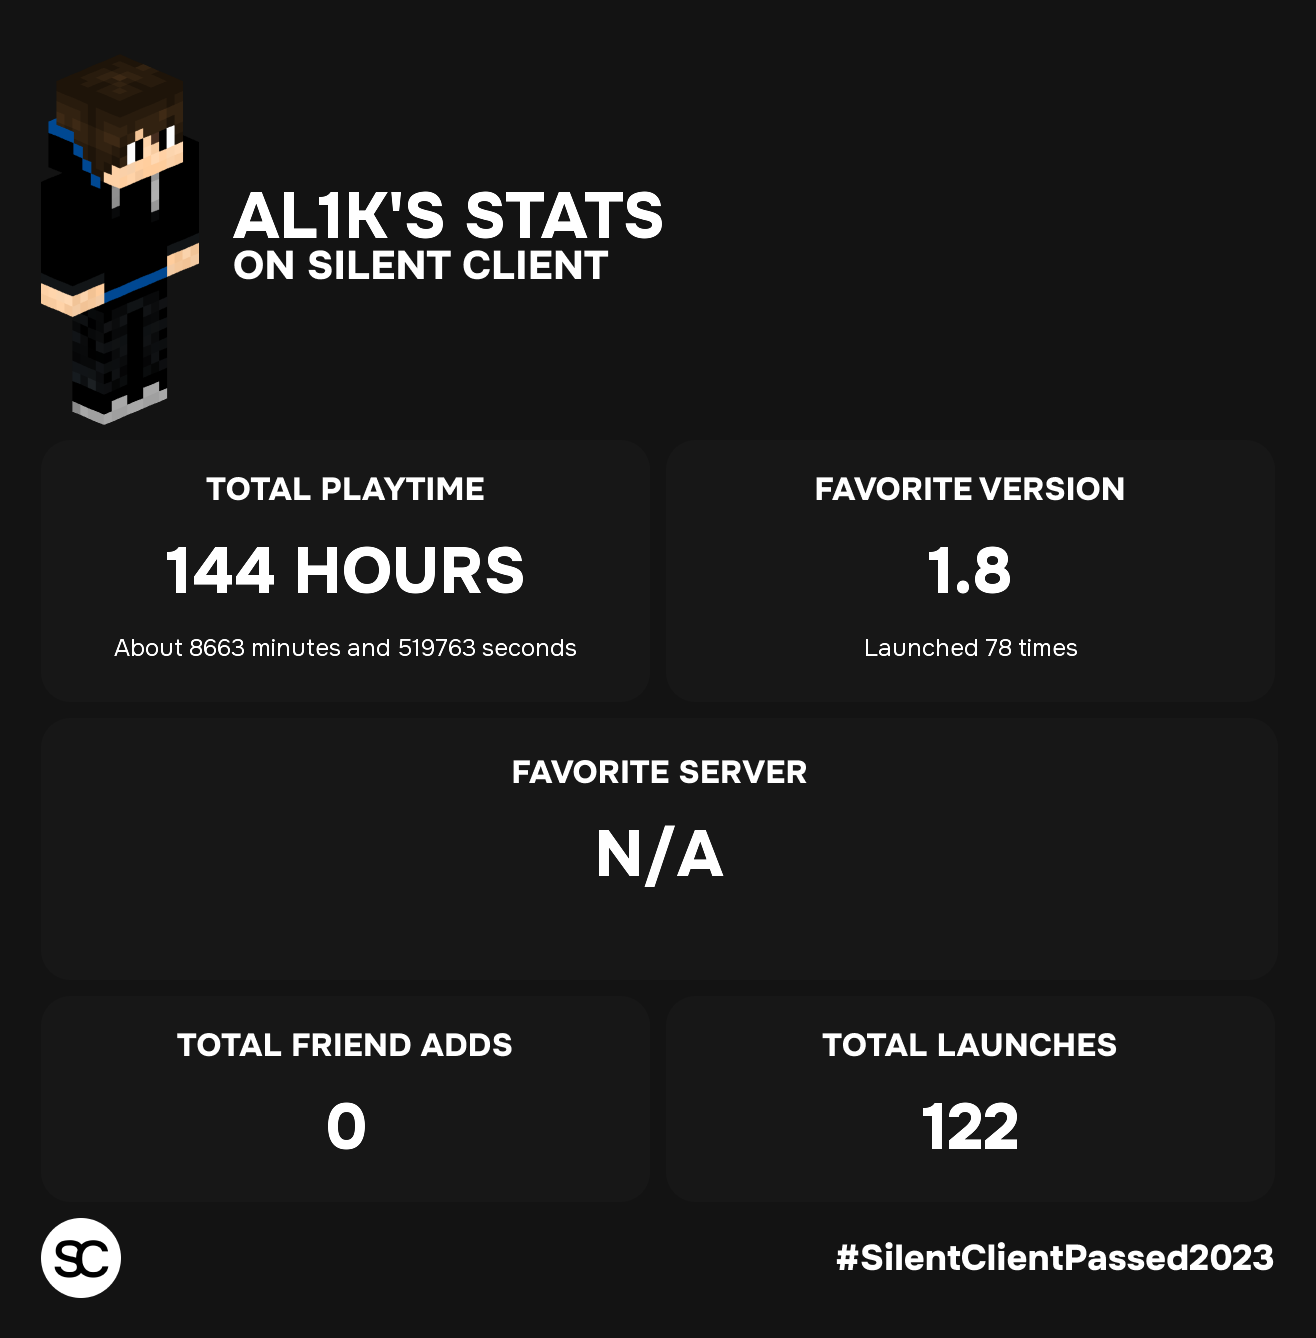 AL1K'S STATS
ON SILENT CLIENT
TOTAL PLAYTIME
144 HOURS
About 8663 minutes and 519763 seconds
FAVORITE VERSION
1.8
Launched 78 times
FAVORITE SERVER
N/A
TOTAL FRIEND ADDS
0
TOTAL LAUNCHES
122
SC
#SilentClientPassed2023